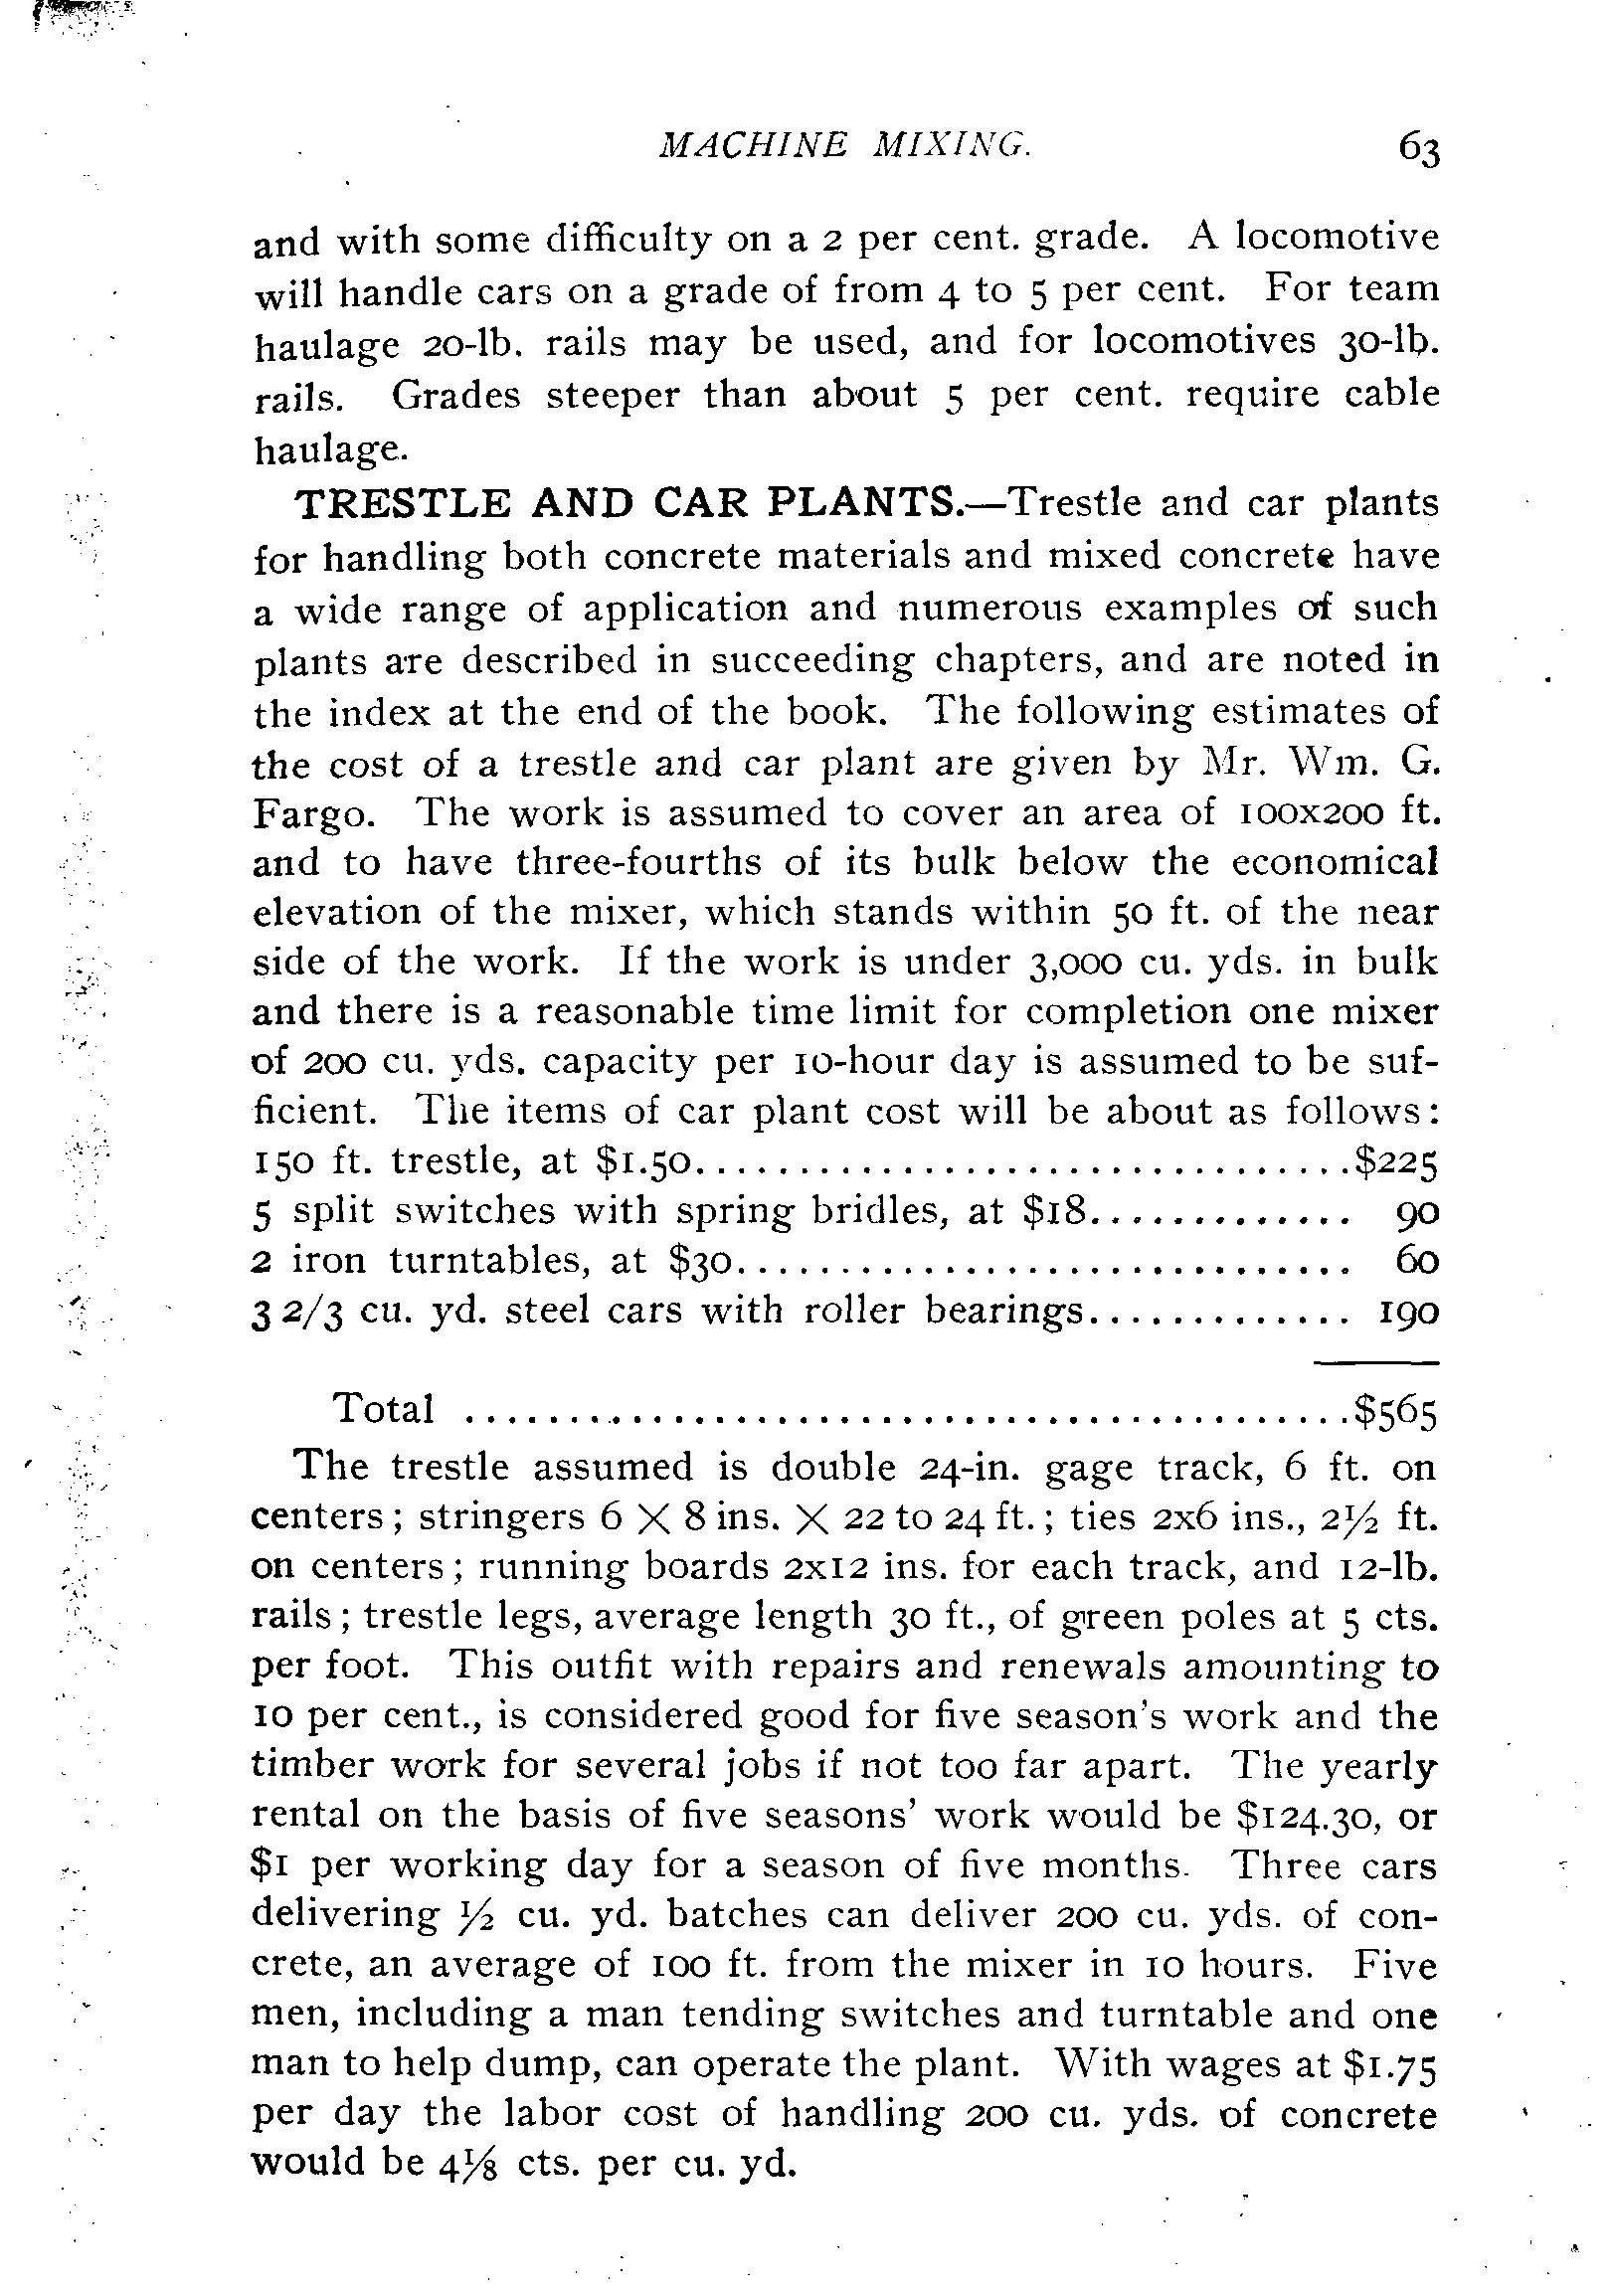 MACHINE MIXING. 63
and with some difficulty on a 2 per cent. grade. A locomotive
will handle cars on a grade of from 4 to 5 per cent. For team
haulage 20-lb. rails may be used, and for locomotives 30-lb.
rails. Grades steeper than about 5 per cent. require cable
haulage.
TRESTLE AND CAR PLANTS.—Trestle and car plants
for handling both concrete materials and mixed concrete have
a wide range of application and numerous examples of such
plants are described in succeeding chapters, and are noted in
the index at the end of the book. The following estimates of
the cost of a trestle and car plant are given by Mr. Wm. G.
Fargo. The work is assumed to cover an area of 100x200 ft.
and to have three-fourths of its bulk below the economical
elevation of the mixer, which stands within 50 ft. of the near
side of the work. If the work is under 3,000 cu. yds. in bulk
and there is a reasonable time limit for completion one mixer
of 200 cu. yds. capacity per 10-hour day is assumed to be suf-
ficient. The items of car plant cost will be about as follows:
150 ft. trestle, at $1.50................................$225
5 split switches with spring bridles, at $18............. 90
2 iron turntables, at $30.............................. 60
3 2/3 cu. yd. steel cars with roller bearings............. 190
Total ...........................................$565
The trestle assumed is double 24-in. gage track, 6 ft. on
centers; stringers 6 X 8 ins. X 22 to 24 ft.; ties 2x6 ins., 2½ ft.
on centers; running boards 2x12 ins. for each track, and 12-lb.
rails; trestle legs, average length 30 ft., of green poles at 5 cts.
per foot. This outfit with repairs and renewals amounting to
10 per cent., is considered good for five season's work and the
timber work for several jobs if not too far apart. The yearly
rental on the basis of five seasons' work would be $124.30, or
$1 per working day for a season of five months. Three cars
delivering ½ cu. yd. batches can deliver 200 cu. yds. of con-
crete, an average of 100 ft. from the mixer in 10 hours. Five
men, including a man tending switches and turntable and one
man to help dump, can operate the plant. With wages at $1.75
per day the labor cost of handling 200 cu. yds. of concrete
would be 4⅛ cts. per cu. yd.